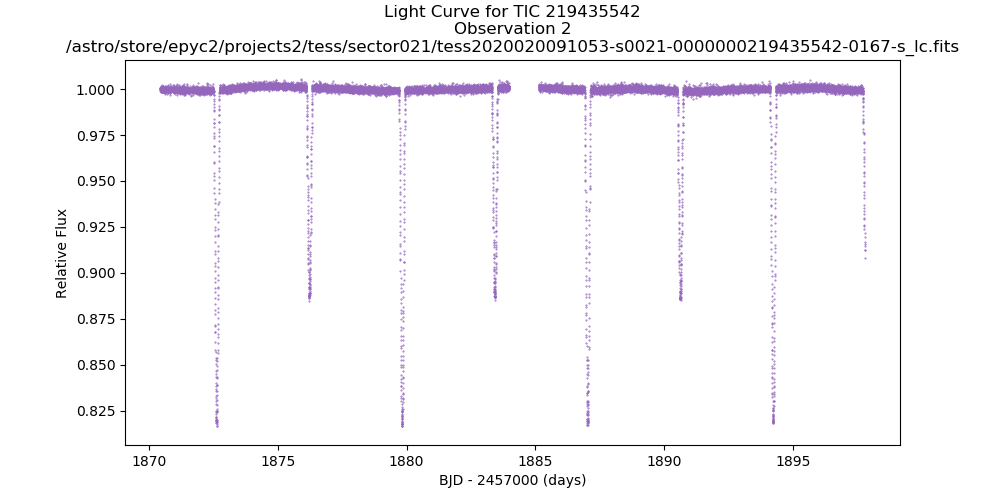 Light Curve for TIC 219435542
Observation 2
/astro/store/epyc2/projects2/tess/sector021/tess2020020091053-s0021-0000000219435542-0167-s_lc.fits
1.000
0.975
0.950
0.925
0.900
0.875
0.850
0.825
Relative Flux
1870
1875
1880
1885
1890
1895
BJD - 2457000 (days)